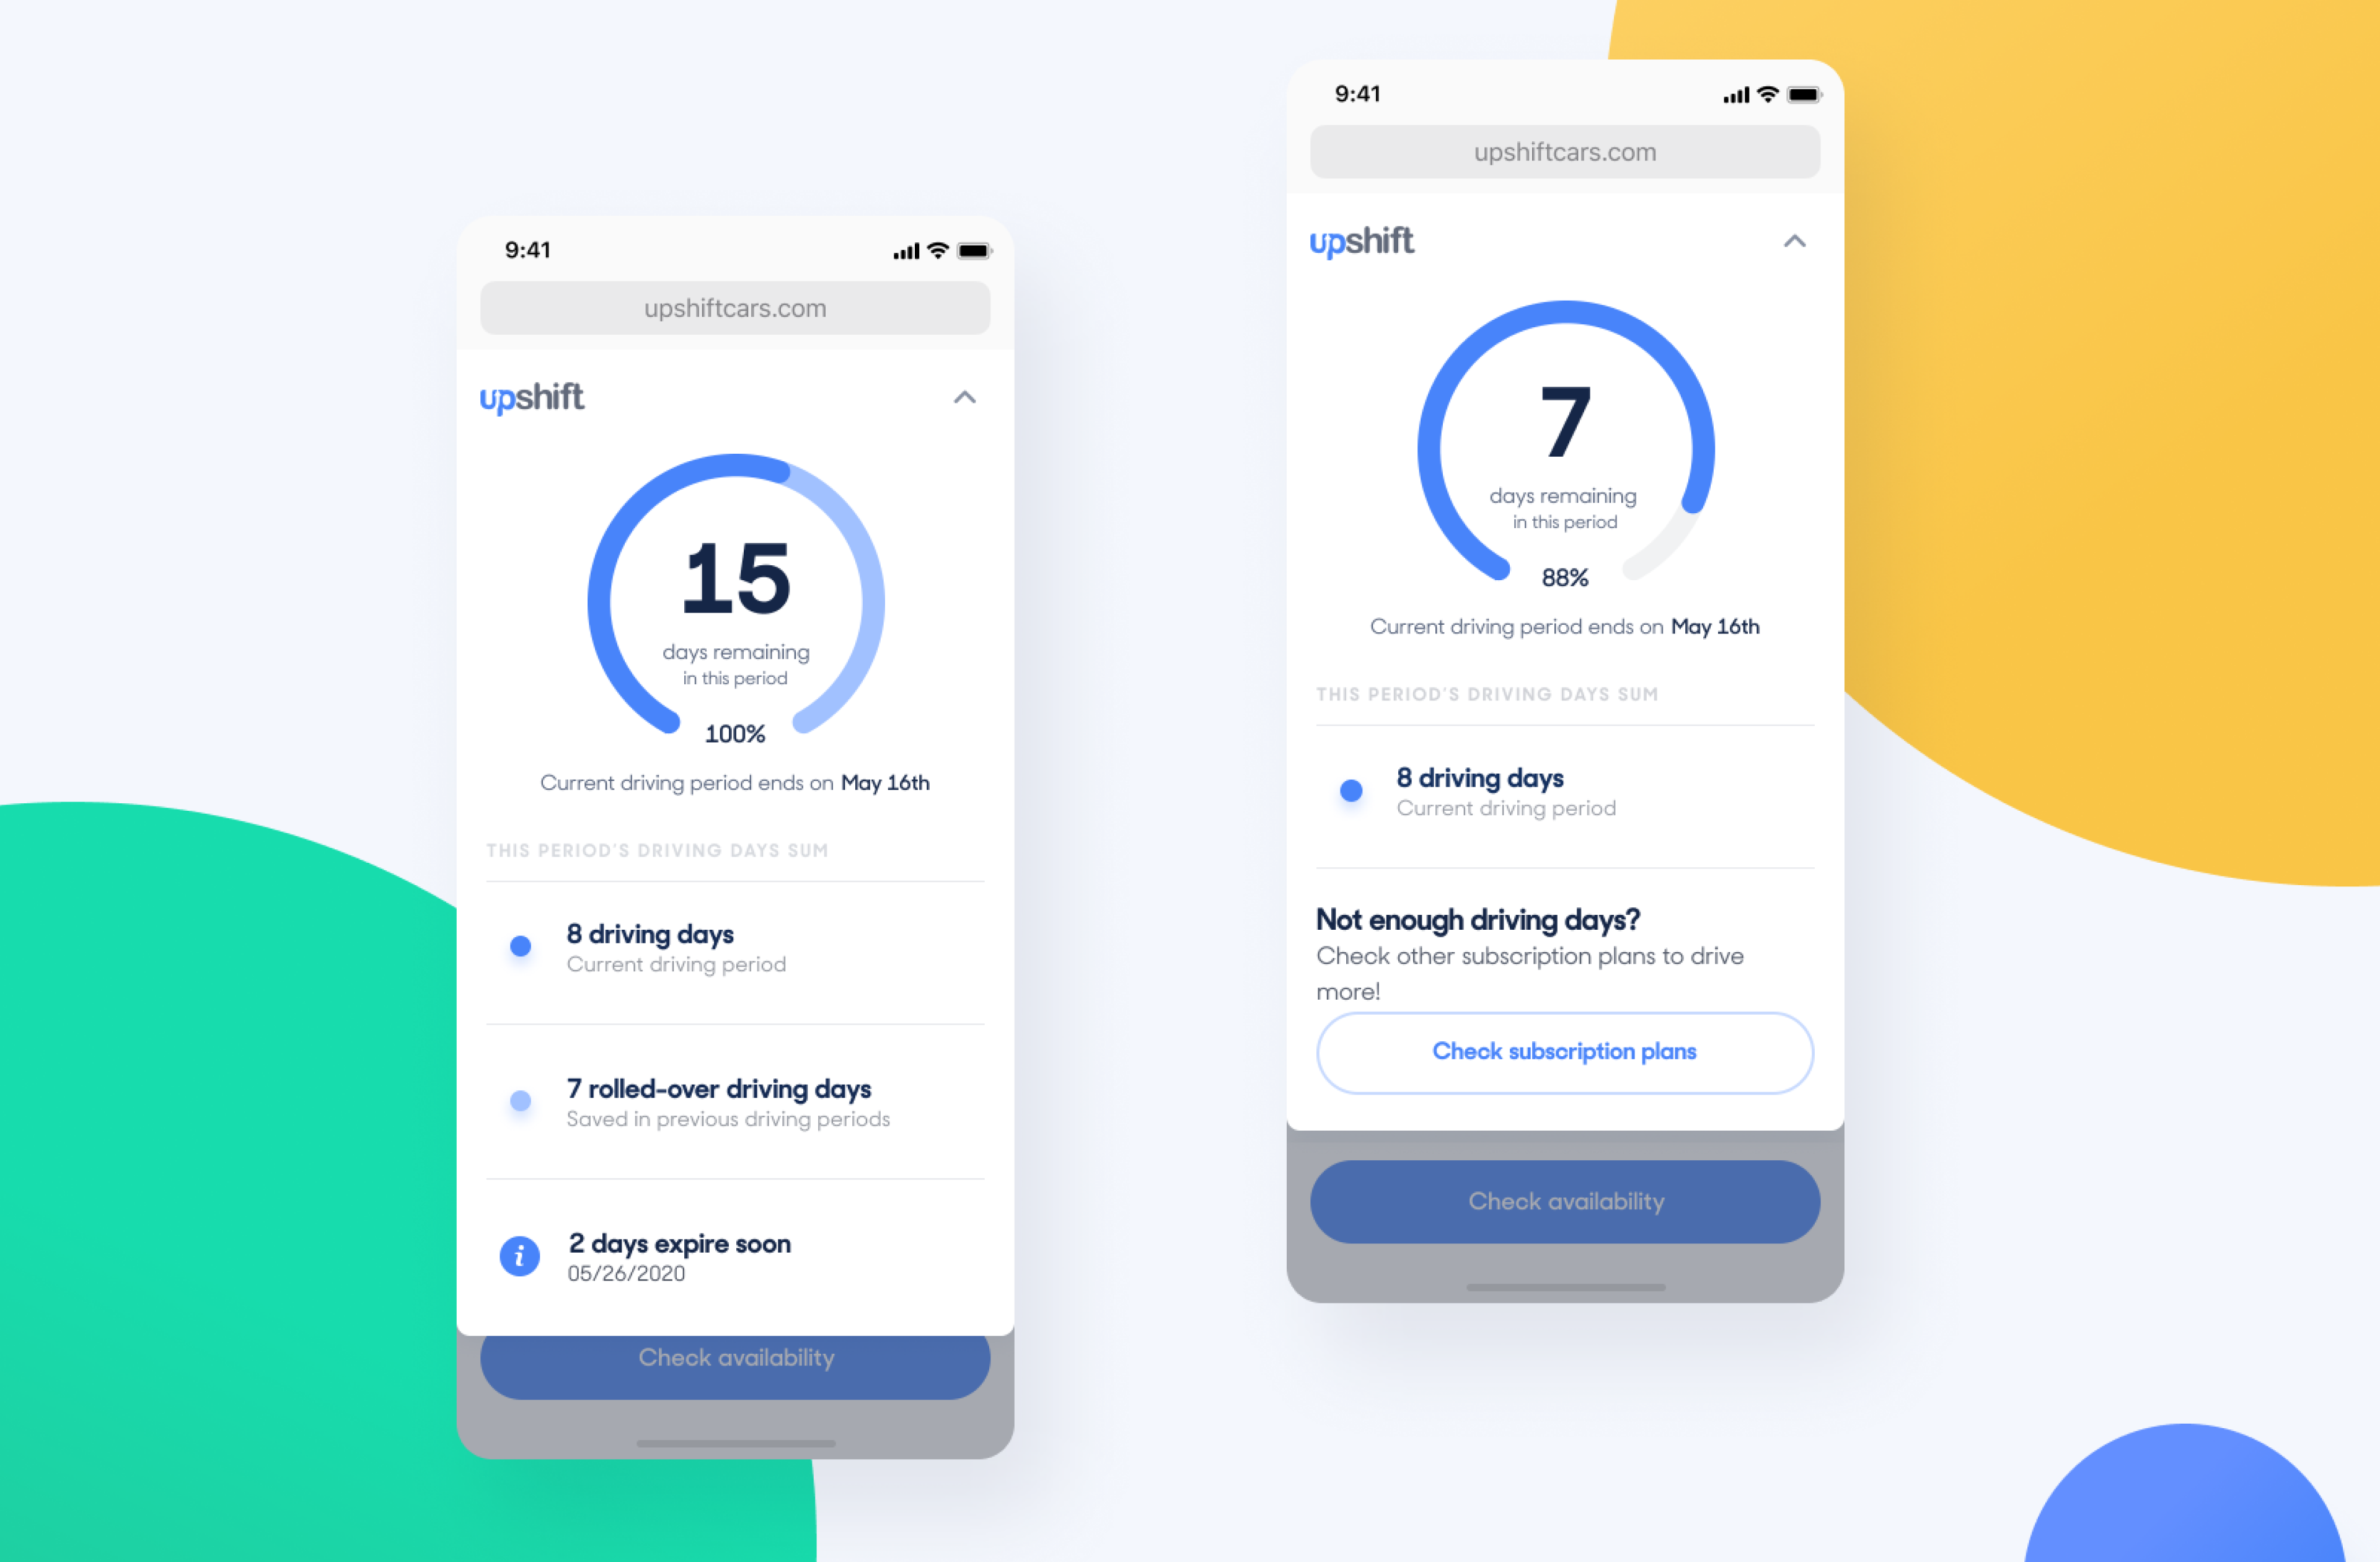 9:41
upshiftcars.com
upshift
15
days remaining
in this period
100%
Current driving period ends on May 16th
THIS PERIOD'S DRIVING DAYS SUM
8 driving days
Current driving period
7 rolled-over driving days
Saved in previous driving periods
i
2 days expire soon
05/26/2020
Check availability
9:41
upshiftcars.com
upshift
7
days remaining
in this period
88%
Current driving period ends on May 16th
THIS PERIOD'S DRIVING DAYS SUM
8 driving days
Current driving period
Not enough driving days?
Check other subscription plans to drive
more!
Check subscription plans
Check availability